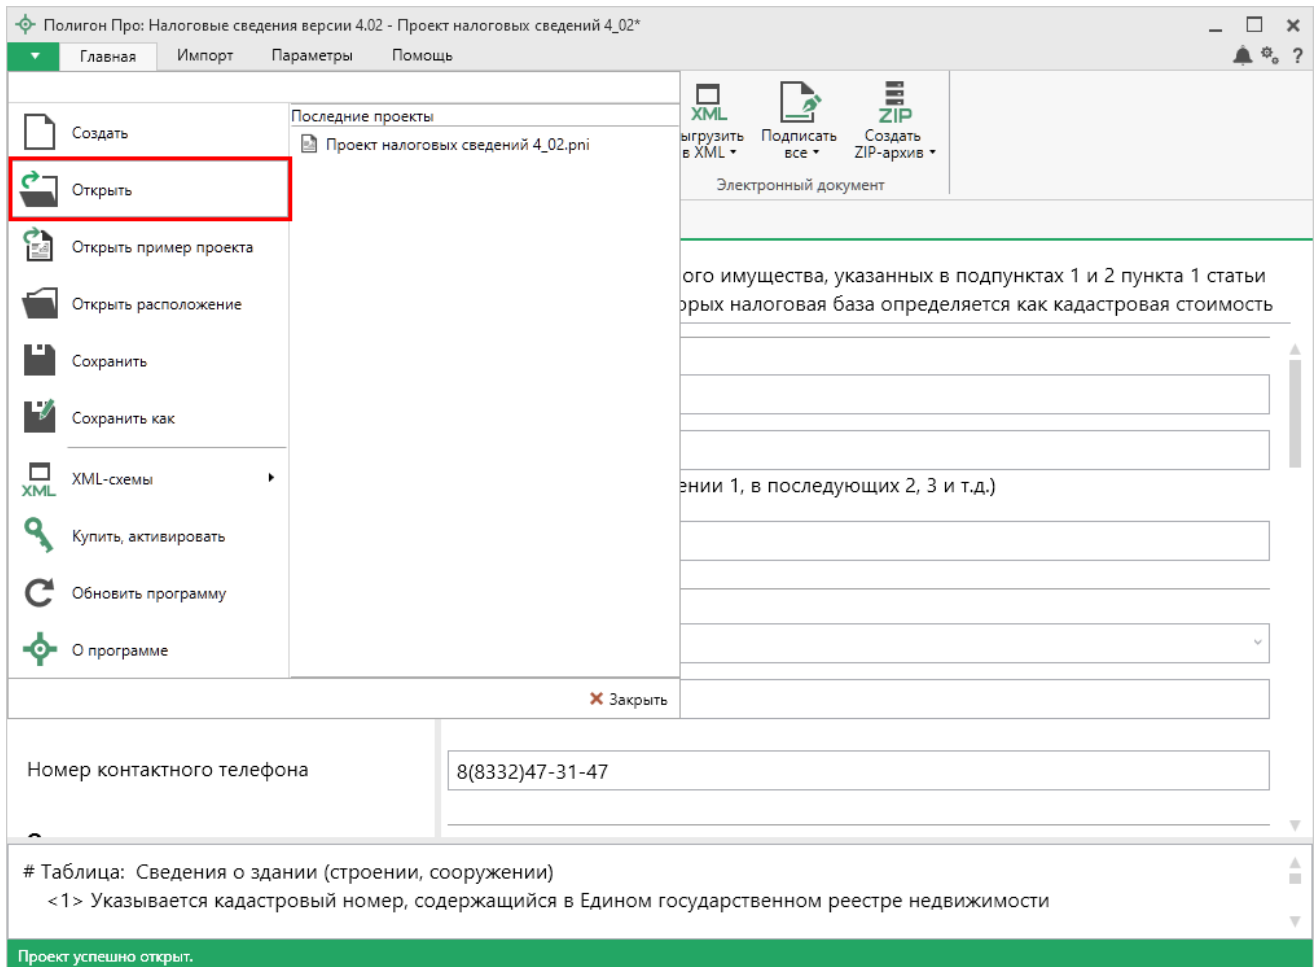 Полигон Про: Налоговые сведения версии 4.02 - Проект налоговых сведений 4_02*
Главная Импорт Параметры Помощь
Последние проекты
Проект налоговых сведений 4_02.pni
Создать
Открыть
Открыть пример проекта
Открыть расположение
Сохранить
Сохранить как
XML XML-схемы
Купить, активировать
Обновить программу
О программе
Закрыть
XML
ыгрузить
в XML
Подписать
все
ZIP
Создать
ZIP-архив
Электронный документ
ого имущества, указанных в подпунктах 1 и 2 пункта 1 статьи
орых налоговая база определяется как кадастровая стоимость
ении 1, в последующих 2, 3 и т.д.)
Номер контактного телефона 8(8332)47-31-47
# Таблица: Сведения о здании (строении, сооружении)
<1> Указывается кадастровый номер, содержащийся в Едином государственном реестре недвижимости
Проект успешно открыт.